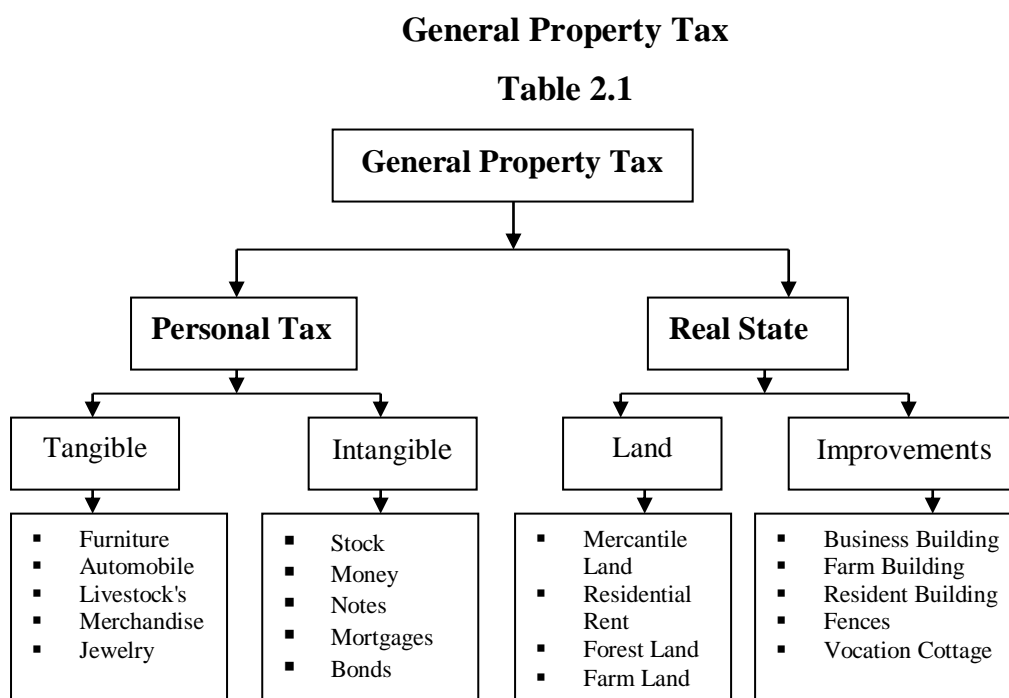 General Property Tax
Table 2.1
General Property Tax
Personal Tax
Real State
Tangible
Intangible
Land
Improvements
▪ Furniture
▪ Automobile
▪ Livestock's
▪ Merchandise
▪ Jewelry
▪ Stock
▪ Money
▪ Notes
▪ Mortgages
▪ Bonds
▪ Mercantile
Land
▪ Residential
Rent
▪ Forest Land
▪ Farm Land
▪ Business Building
▪ Farm Building
▪ Resident Building
▪ Fences
▪ Vocation Cottage